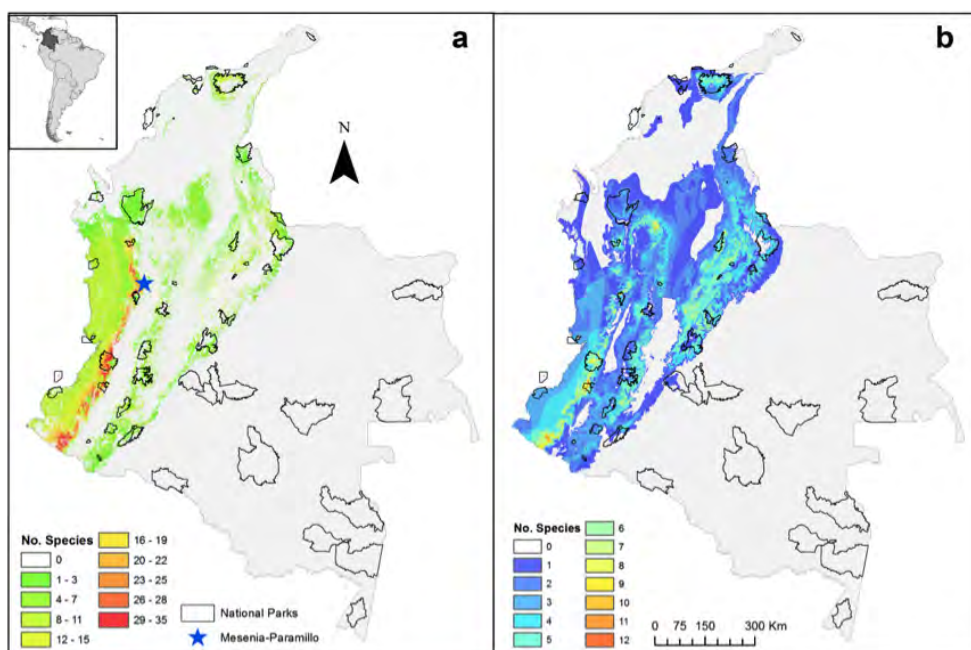 a
N
No. Species
0
1 - 3
4 - 7
8 - 11
12 - 15
16 - 19
20 - 22
23 - 25
26 - 28
29 - 35
National Parks
Mesenia-Paramillo
b
No. Species
0
1
2
3
4
5
6
7
8
9
10
11
12
0 75 150 300 Km